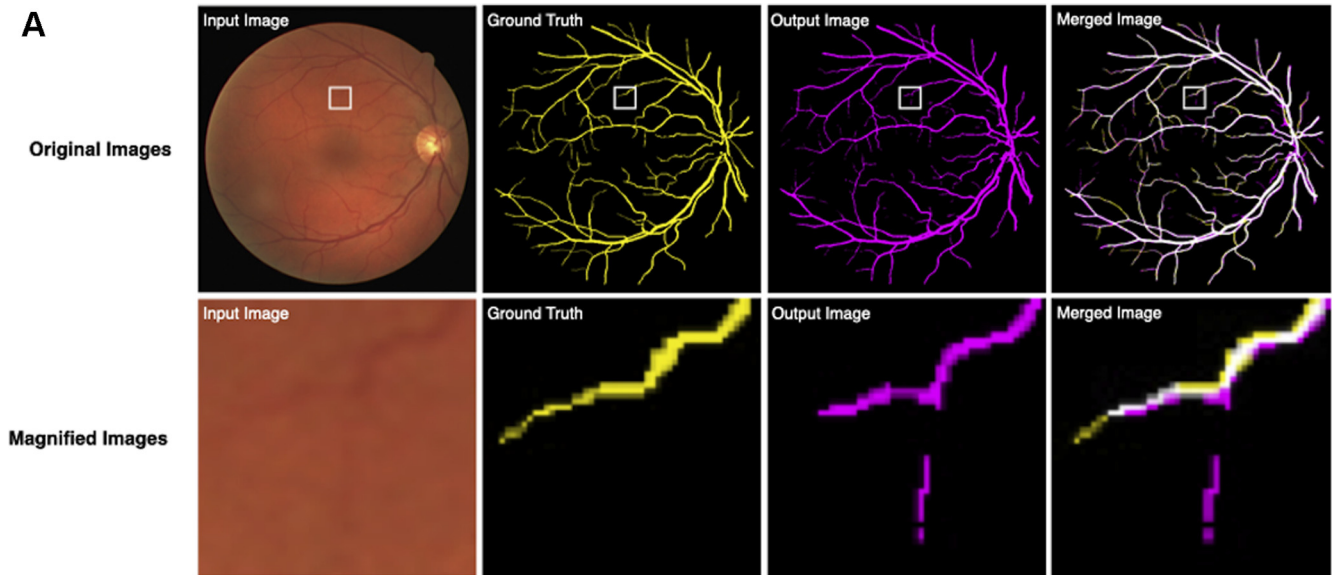 A
Input Image
Ground Truth
Output Image
Merged Image
Original Images
Input Image
Ground Truth
Output Image
Merged Image
Magnified Images